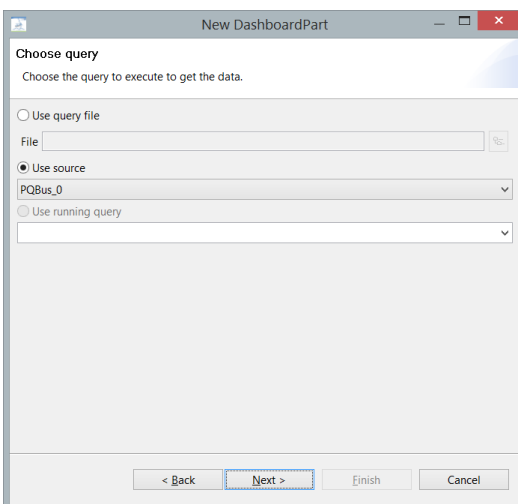 New DashboardPart
Choose query
Choose the query to execute to get the data.
Use query file
File
Use source
PQBus_0
Use running query
< Back Next > Finish Cancel